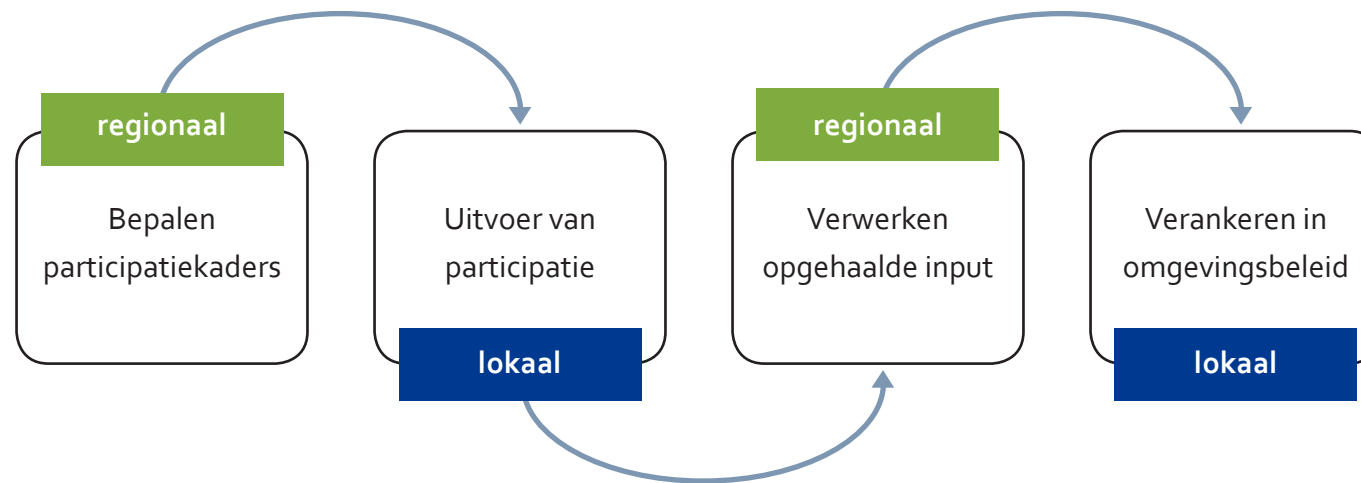 regionaal
Bepalen
participatiekaders
Uitvoer van
participatie
lokaal
regionaal
Verwerken
opgehaalde input
Verankeren in
omgevingsbeleid
lokaal